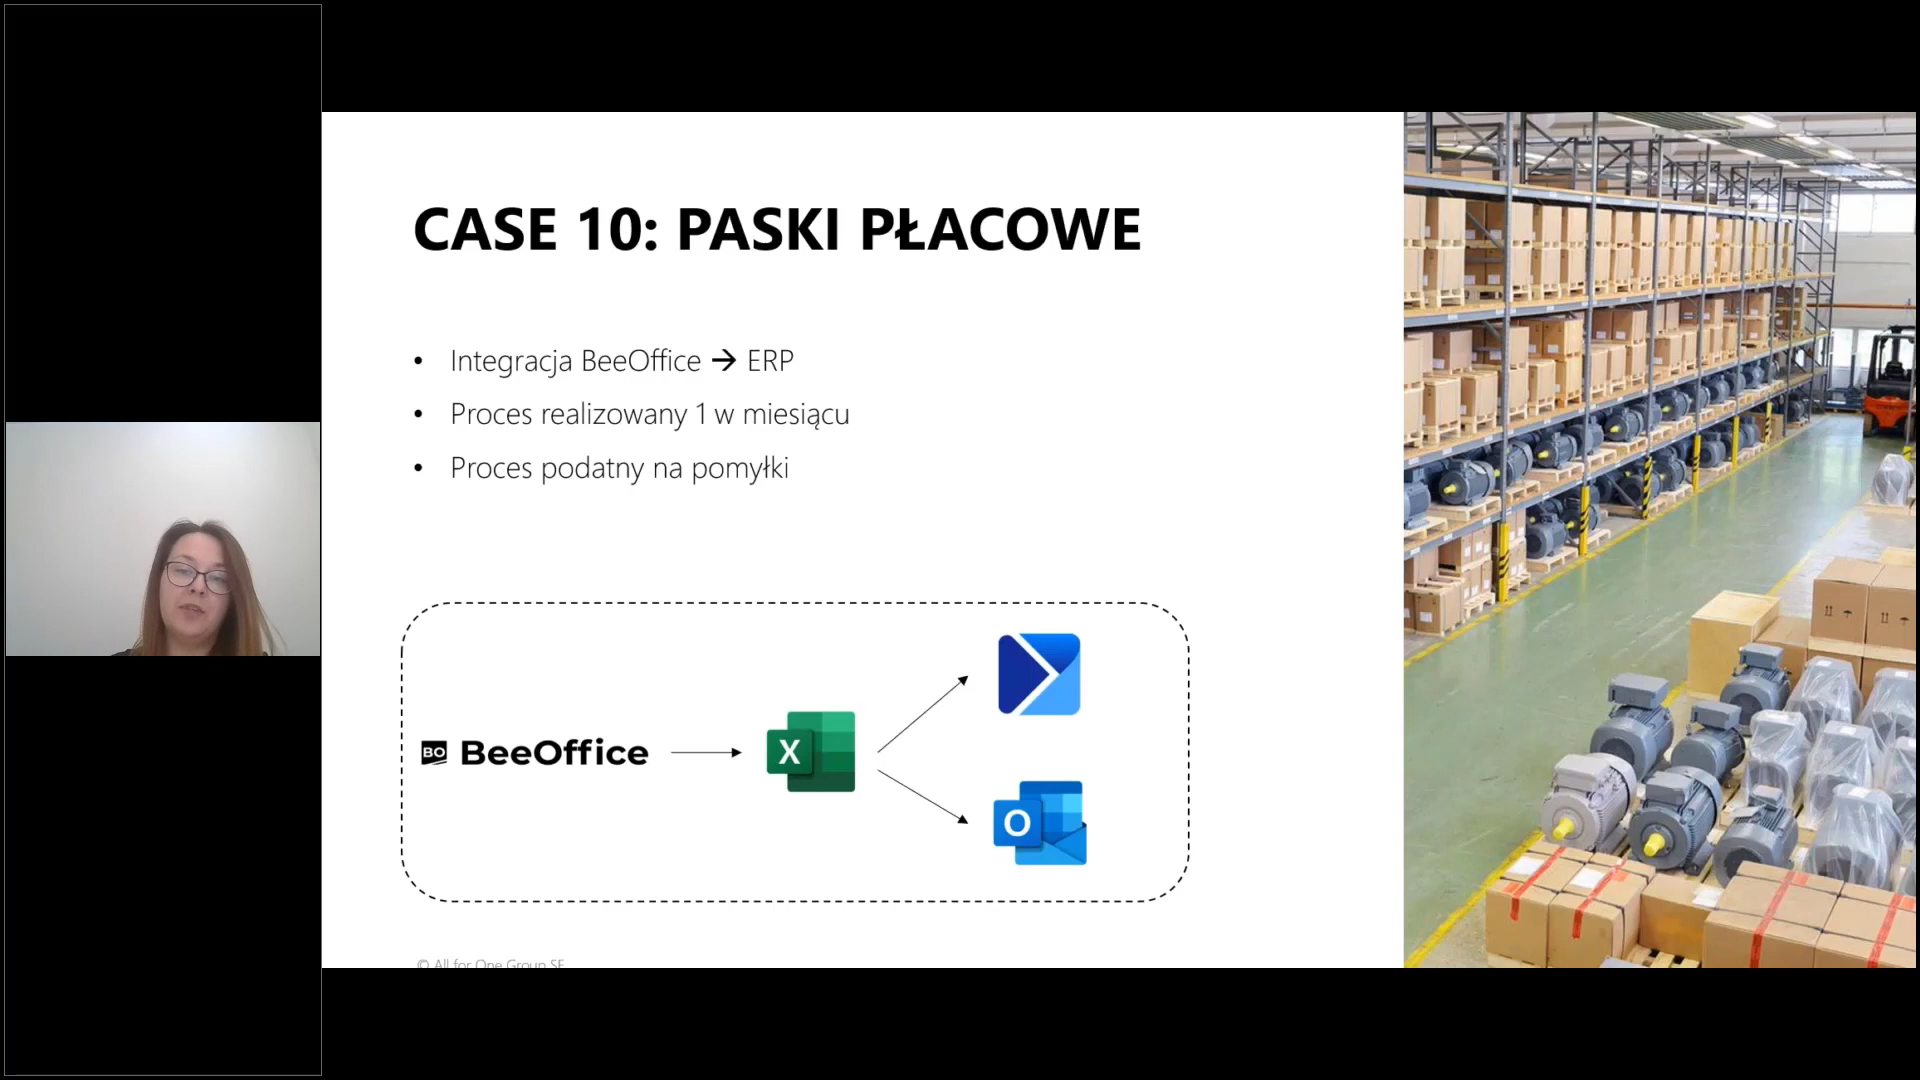 CASE 10: PASKI PŁACOWE
• Integracja BeeOffice → ERP
• Proces realizowany 1 w miesiącu
• Proces podatny na pomyłki
BO BeeOffice
X
O
© All for One Group SE